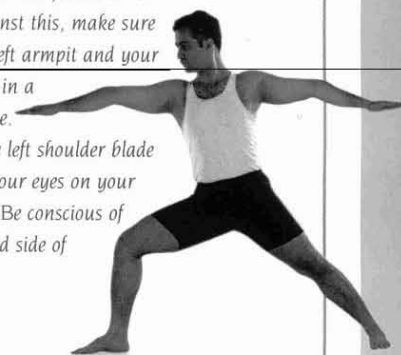 nst this, make sure
eft armpit and your
in a
e.
left shoulder blade
our eyes on your
Be conscious of
d side of